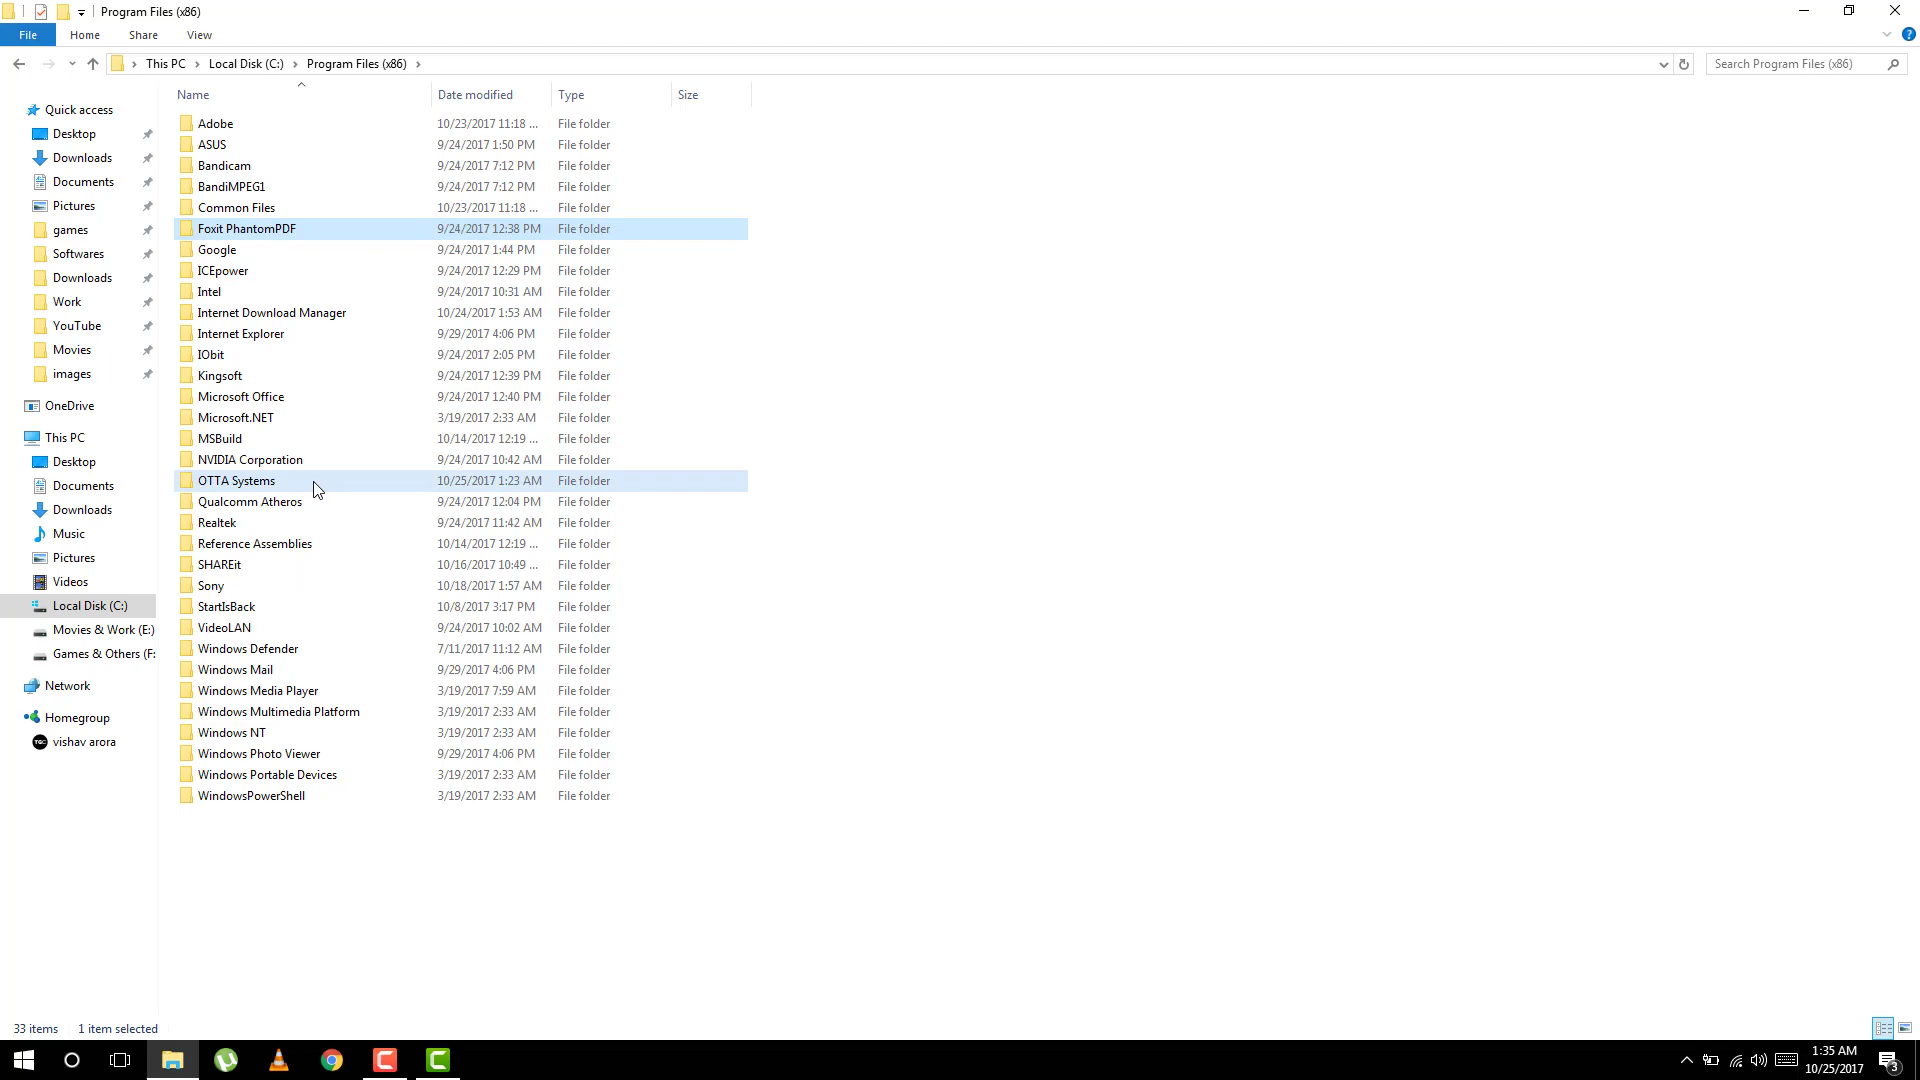 Program Files (x86)
File Home Share View
This PC Local Disk (C:) Program Files (x86)
Search Program Files (x86)
Name Date modified Type Size
Quick access
Desktop
Downloads
Documents
Pictures
games
Softwares
Downloads
Work
YouTube
Movies
images
OneDrive
This PC
Desktop
Documents
Downloads
Music
Pictures
Videos
Local Disk (C:)
Movies & Work (E:)
Games & Others (F:
Network
Homegroup
vishav arora
Adobe 10/23/2017 11:18 ... File folder
ASUS 9/24/2017 1:50 PM File folder
Bandicam 9/24/2017 7:12 PM File folder
BandiMPEG1 9/24/2017 7:12 PM File folder
Common Files 10/23/2017 11:18 ... File folder
Foxit PhantomPDF 9/24/2017 12:38 PM File folder
Google 9/24/2017 1:44 PM File folder
ICEpower 9/24/2017 12:29 PM File folder
Intel 9/24/2017 10:31 AM File folder
Internet Download Manager 10/24/2017 1:53 AM File folder
Internet Explorer 9/29/2017 4:06 PM File folder
IObit 9/24/2017 2:05 PM File folder
Kingsoft 9/24/2017 12:39 PM File folder
Microsoft Office 9/24/2017 12:40 PM File folder
Microsoft.NET 3/19/2017 2:33 AM File folder
MSBuild 10/14/2017 12:19 ... File folder
NVIDIA Corporation 9/24/2017 10:42 AM File folder
OTTA Systems 10/25/2017 1:23 AM File folder
Qualcomm Atheros 9/24/2017 12:04 PM File folder
Realtek 9/24/2017 11:42 AM File folder
Reference Assemblies 10/14/2017 12:19 ... File folder
SHAREit 10/16/2017 10:49 ... File folder
Sony 10/18/2017 1:57 AM File folder
StartIsBack 10/8/2017 3:17 PM File folder
VideoLAN 9/24/2017 10:02 AM File folder
Windows Defender 7/11/2017 11:12 AM File folder
Windows Mail 9/29/2017 4:06 PM File folder
Windows Media Player 3/19/2017 7:59 AM File folder
Windows Multimedia Platform 3/19/2017 2:33 AM File folder
Windows NT 3/19/2017 2:33 AM File folder
Windows Photo Viewer 9/29/2017 4:06 PM File folder
Windows Portable Devices 3/19/2017 2:33 AM File folder
WindowsPowerShell 3/19/2017 2:33 AM File folder
33 items 1 item selected
1:35 AM
10/25/2017
3